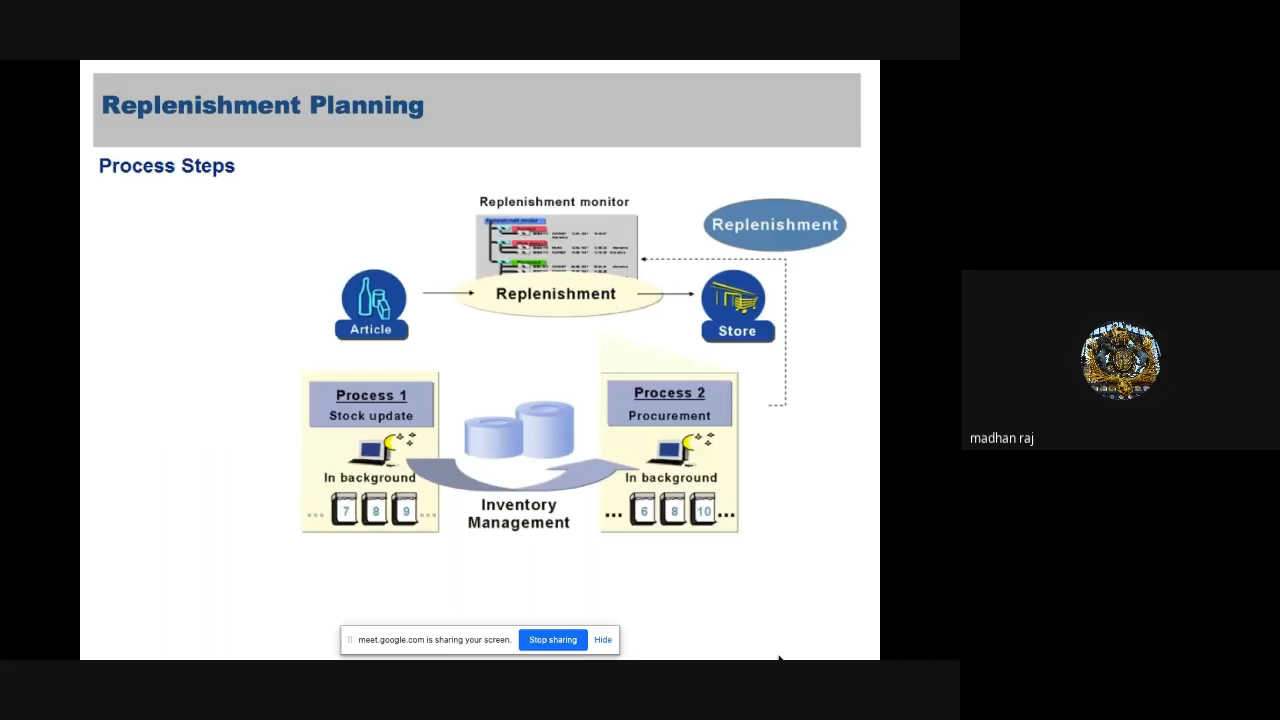 Replenishment Planning
Process Steps
Replenishment monitor
Replenishment
Replenishment
Article
Store
Process 1
Stock update
Process 2
Procurement
In background
In background
... 7 8 9 ...
... 6 8 10 ...
Inventory
Management
madhan raj
meet.google.com is sharing your screen.
Stop sharing
Hide